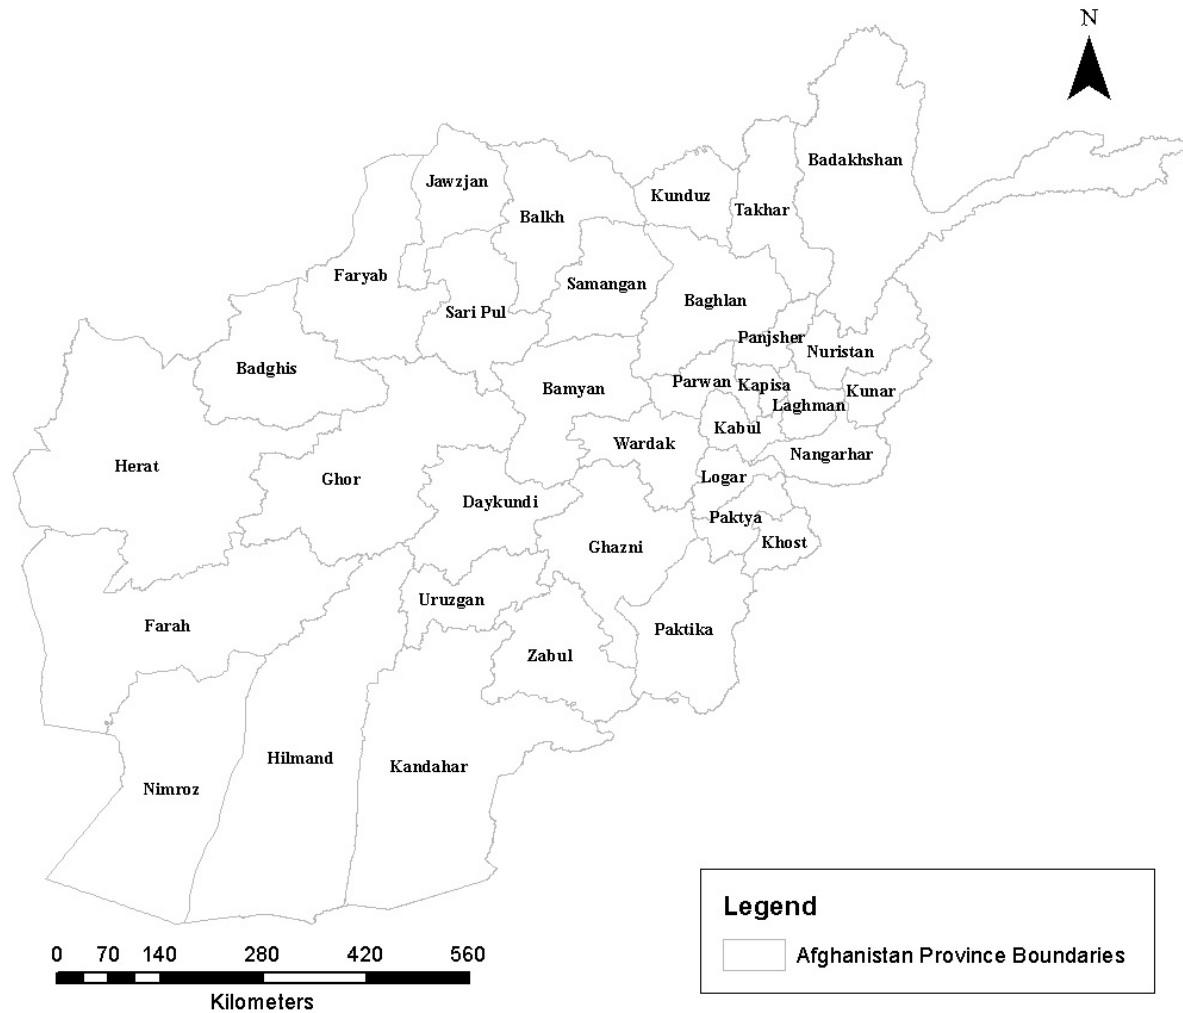 N
Badakhshan
Jawzjan
Kunduz
Takhar
Balkh
Faryab
Samangan
Baghlan
Sari Pul
Panjsher
Nuristan
Badghis
Bamyan
Parwan
Kapisa
Kunar
Laghman
Kabul
Wardak
Nangarhar
Herat
Ghor
Logar
Daykundi
Paktya
Ghazni
Khost
Uruzgan
Farah
Paktika
Zabul
Hilmand
Kandahar
Nimroz
Legend
Afghanistan Province Boundaries
0 70 140 280 420 560
Kilometers